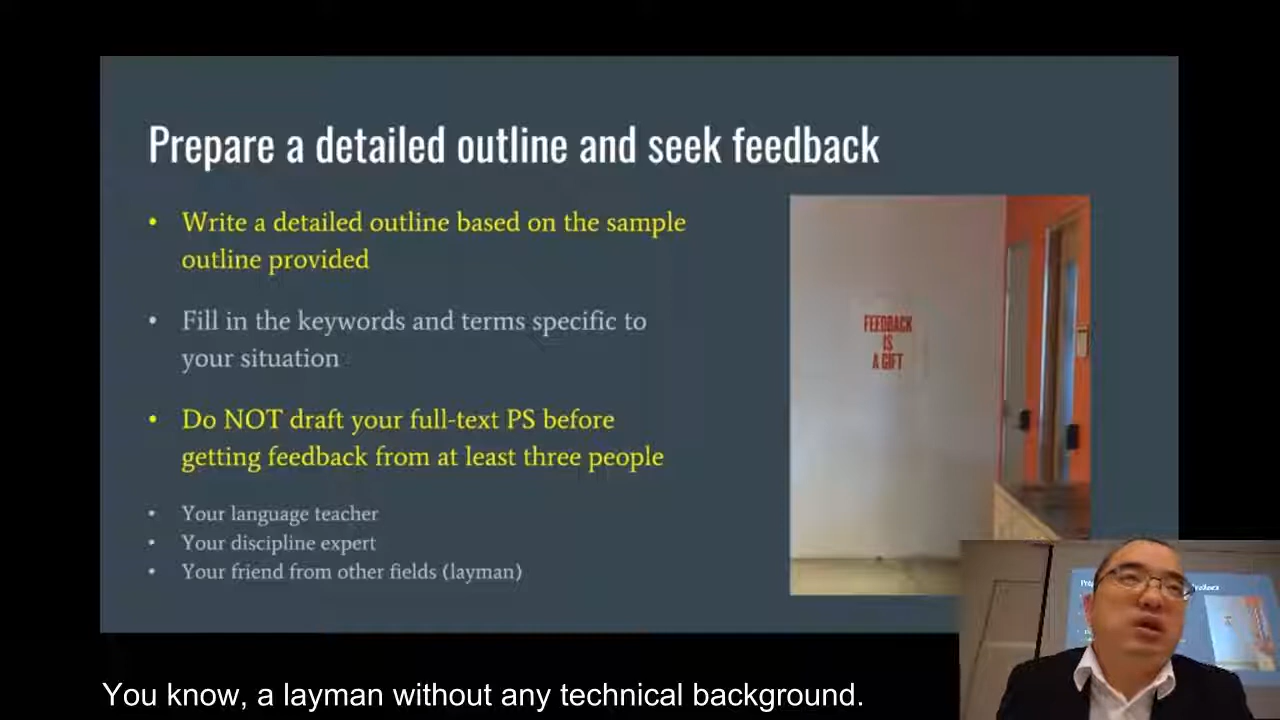 Prepare a detailed outline and seek feedback
• Write a detailed outline based on the sample
outline provided
• Fill in the keywords and terms specific to
your situation
• Do NOT draft your full-text PS before
getting feedback from at least three people
• Your language teacher
• Your discipline expert
• Your friend from other fields (layman)
FEEDBACK
IS
A GIFT
You know, a layman without any technical background.